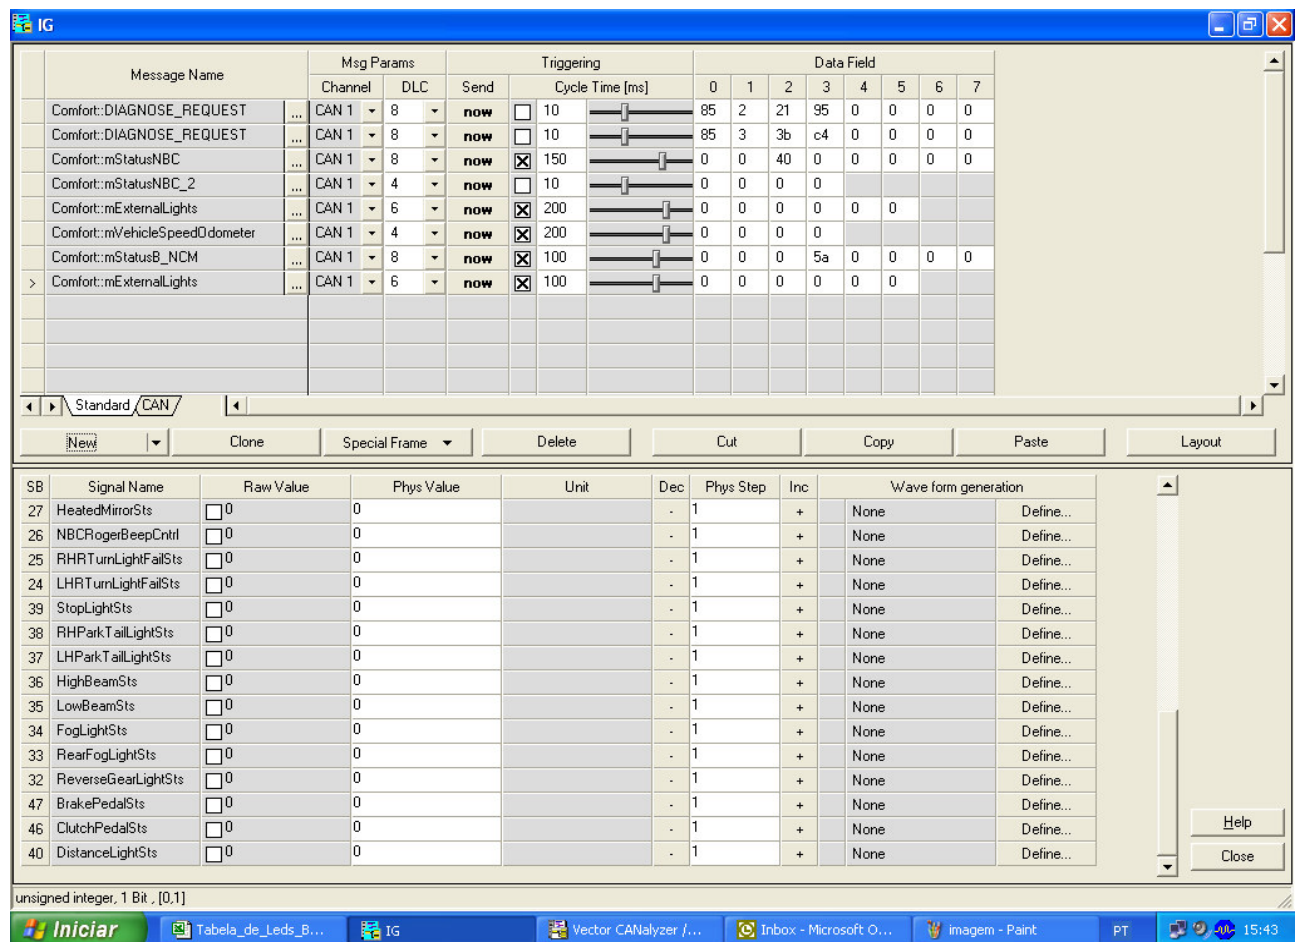 IG
Message Name Msg Params Triggering Data Field
Channel DLC Send Cycle Time [ms] 0 1 2 3 4 5 6 7
Comfort::DIAGNOSE_REQUEST ... CAN 1 8 now 10 85 2 21 95 0 0 0 0
Comfort::DIAGNOSE_REQUEST ... CAN 1 8 now 10 85 3 3b c4 0 0 0 0
Comfort::mStatusNBC ... CAN 1 8 now 150 0 0 40 0 0 0 0 0
Comfort::mStatusNBC_2 ... CAN 1 4 now 10 0 0 0 0
Comfort::mExternalLights ... CAN 1 6 now 200 0 0 0 0 0 0
Comfort::mVehicleSpeedOdometer ... CAN 1 4 now 200 0 0 0 0
Comfort::mStatusB_NCM ... CAN 1 8 now 100 0 0 0 5a 0 0 0 0
> Comfort::mExternalLights ... CAN 1 6 now 100 0 0 0 0 0 0
Standard CAN
New Clone Special Frame Delete Cut Copy Paste Layout
SB Signal Name Raw Value Phys Value Unit Dec Phys Step Inc Wave form generation
27 HeatedMirrorSts 0 0 - 1 + None Define...
26 NBCRogerBeepCntrl 0 0 - 1 + None Define...
25 RHRTurnLightFailSts 0 0 - 1 + None Define...
24 LHRTurnLightFailSts 0 0 - 1 + None Define...
39 StopLightSts 0 0 - 1 + None Define...
38 RHParkTailLightSts 0 0 - 1 + None Define...
37 LHParkTailLightSts 0 0 - 1 + None Define...
36 HighBeamSts 0 0 - 1 + None Define...
35 LowBeamSts 0 0 - 1 + None Define...
34 FogLightSts 0 0 - 1 + None Define...
33 RearFogLightSts 0 0 - 1 + None Define...
32 ReverseGearLightSts 0 0 - 1 + None Define...
47 BrakePedalSts 0 0 - 1 + None Define...
46 ClutchPedalSts 0 0 - 1 + None Define...
40 DistanceLightSts 0 0 - 1 + None Define...
Help
Close
unsigned integer, 1 Bit , [0,1]
Iniciar Tabela_de_Leds_B... IG Vector CANalyzer /... Inbox - Microsoft O... imagem - Paint PT 15:43